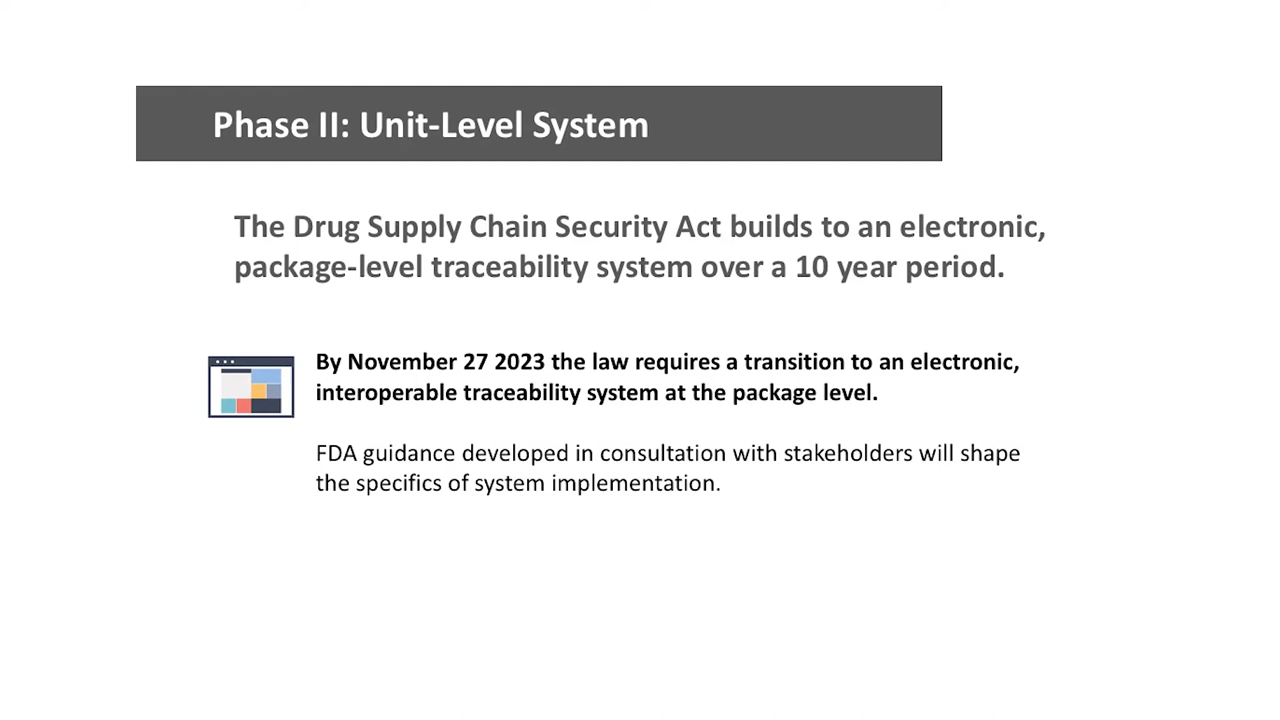 Phase II: Unit-Level System
The Drug Supply Chain Security Act builds to an electronic,
package-level traceability system over a 10 year period.
By November 27 2023 the law requires a transition to an electronic,
interoperable traceability system at the package level.
FDA guidance developed in consultation with stakeholders will shape
the specifics of system implementation.